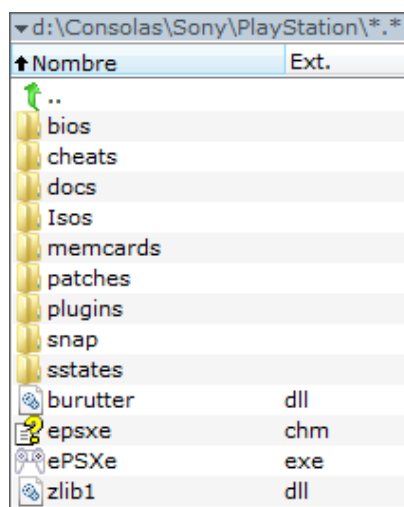 d:\Consolas\Sony\PlayStation\*.*
Nombre Ext.
..
bios
cheats
docs
Isos
memcards
patches
plugins
snap
sstates
burutter dll
epsxe chm
ePSXe exe
zlib1 dll